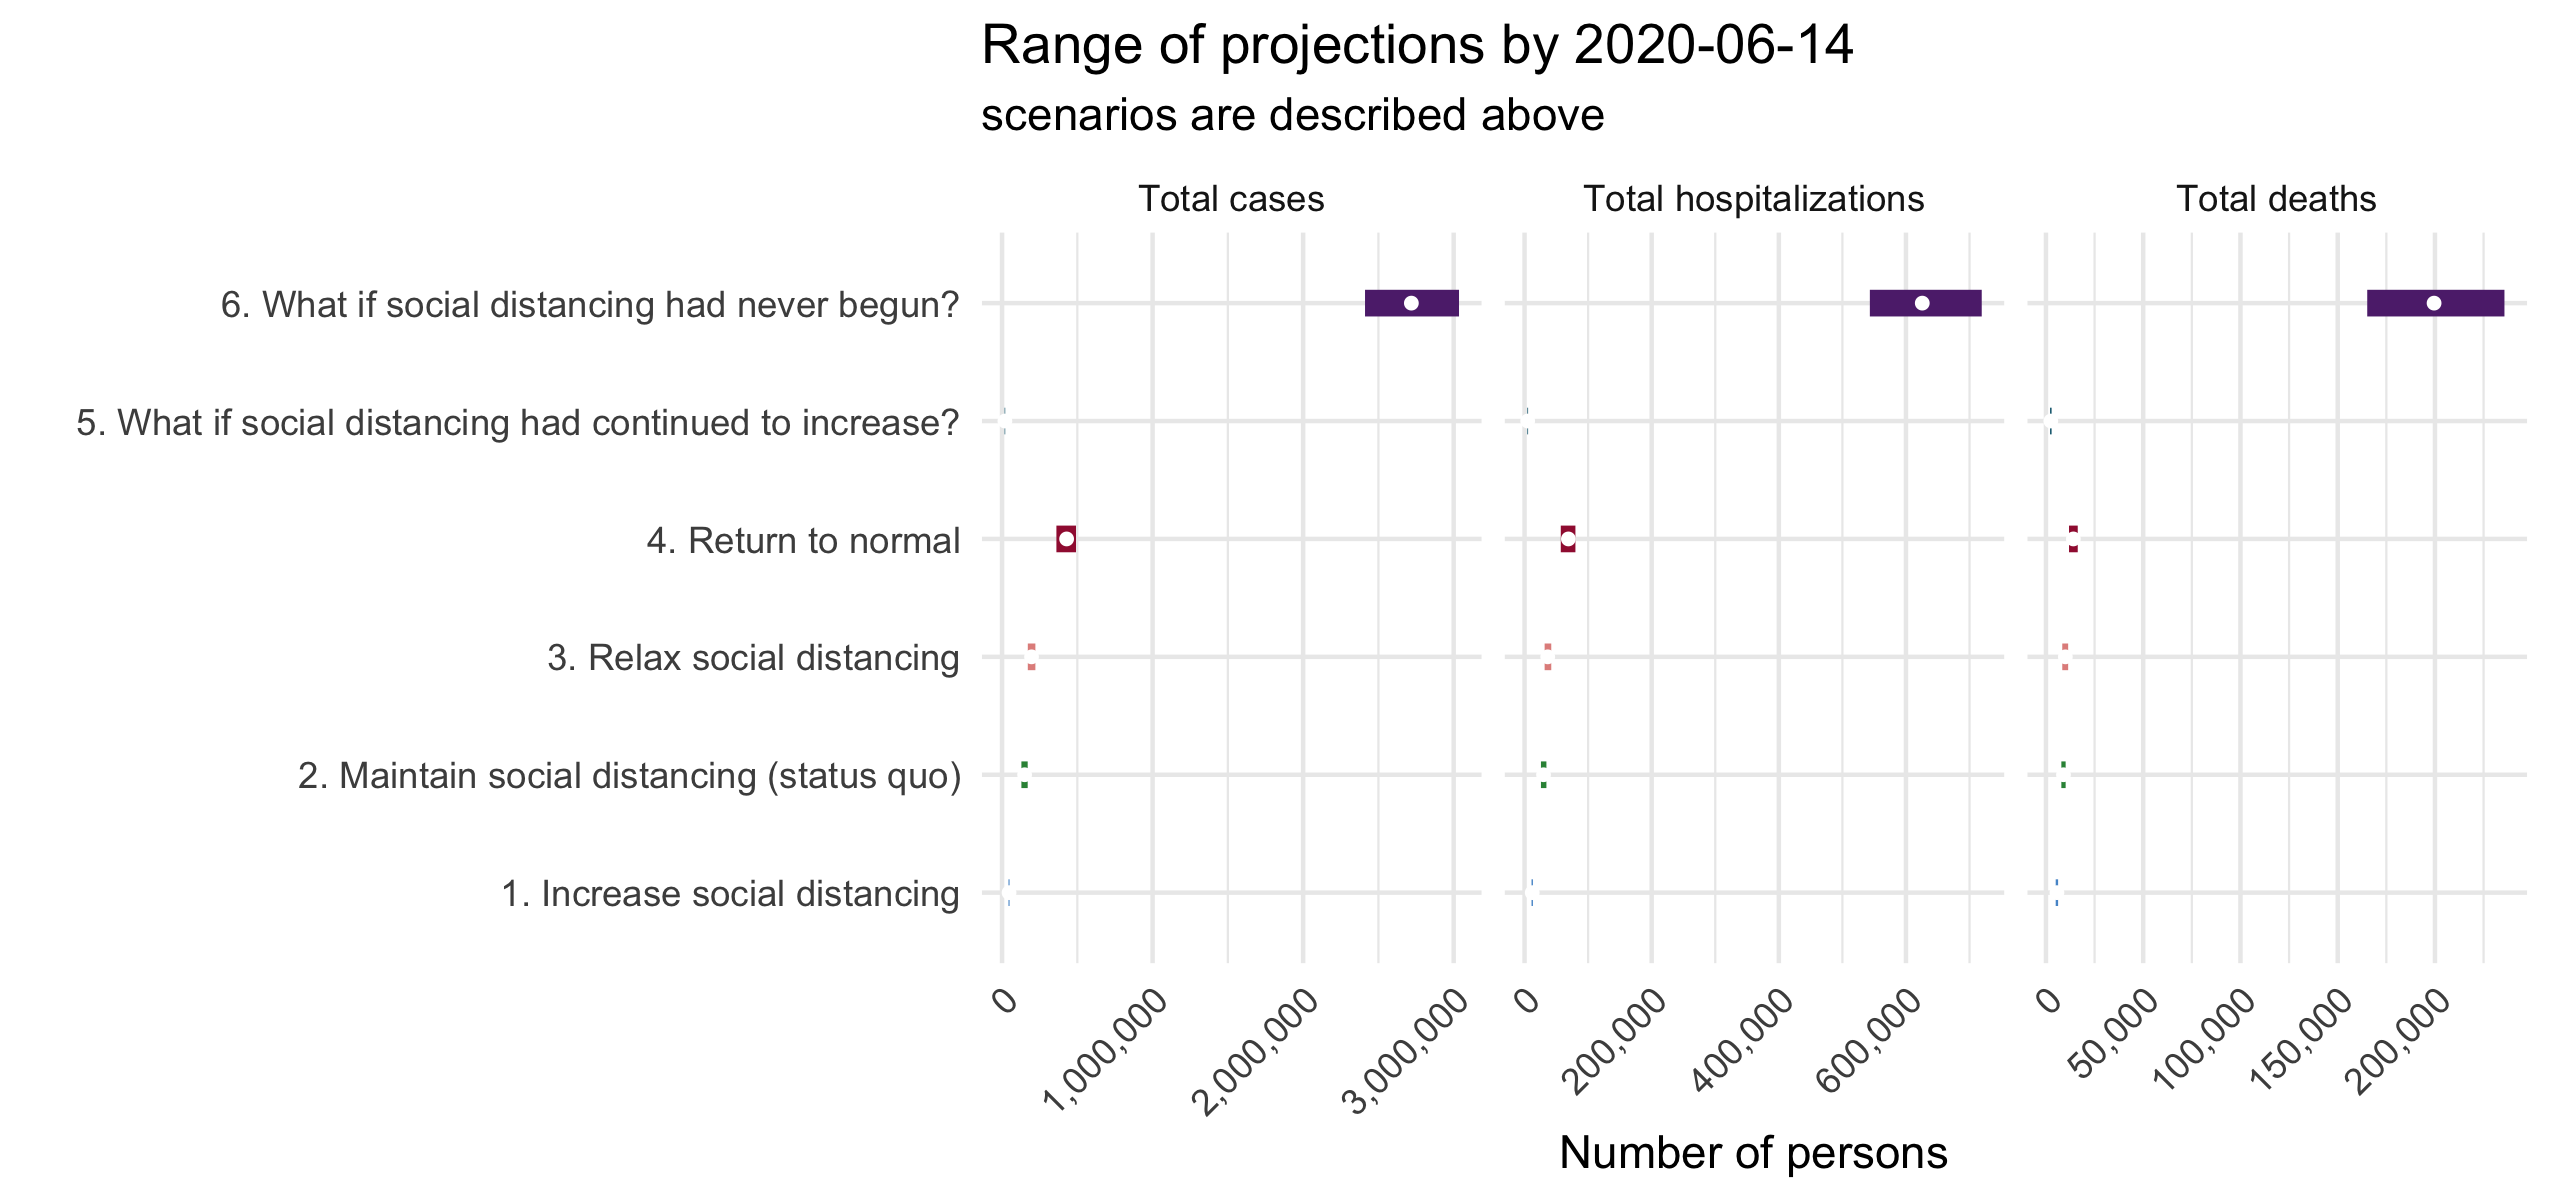 Range of projections by 2020-06-14
scenarios are described above
Total cases
Total hospitalizations
Total deaths
6. What if social distancing had never begun?
5. What if social distancing had continued to increase?
4. Return to normal
3. Relax social distancing
2. Maintain social distancing (status quo)
1. Increase social distancing
0
1,000,000
2,000,000
3,000,000
0
200,000
400,000
600,000
0
50,000
100,000
150,000
200,000
Number of persons